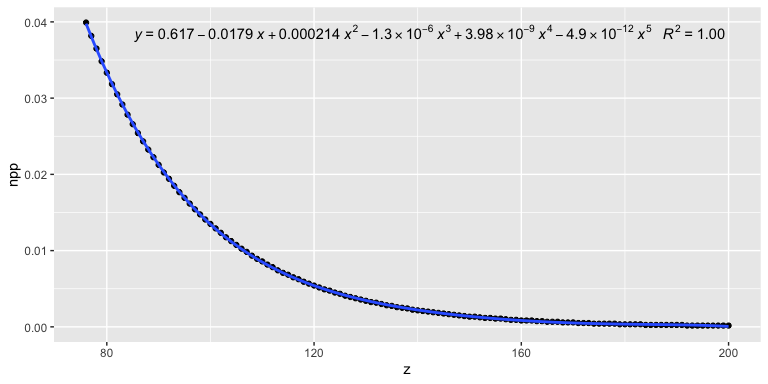 y = 0.617 − 0.0179 x + 0.000214 x² − 1.3 × 10⁻⁶ x³ + 3.98 × 10⁻⁹ x⁴ − 4.9 × 10⁻¹² x⁵   R² = 1.00
0.04
0.03
0.02
0.01
0.00
npp
80 120 160 200
z